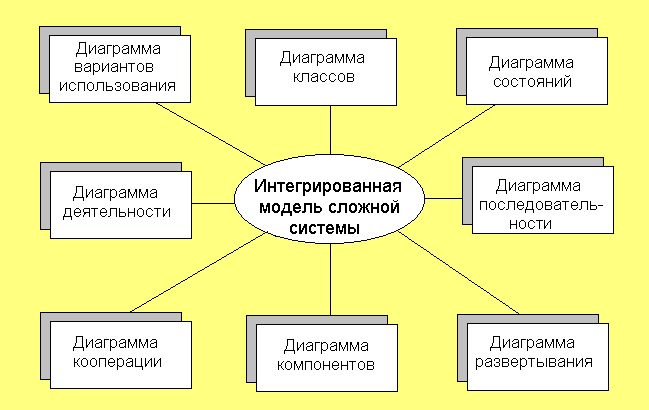 Диаграмма
вариантов
использования
Диаграмма
классов
Диаграмма
состояний
Диаграмма
деятельности
Интегрированная
модель сложной
системы
Диаграмма
последователь-
ности
Диаграмма
кооперации
Диаграмма
компонентов
Диаграмма
развертывания